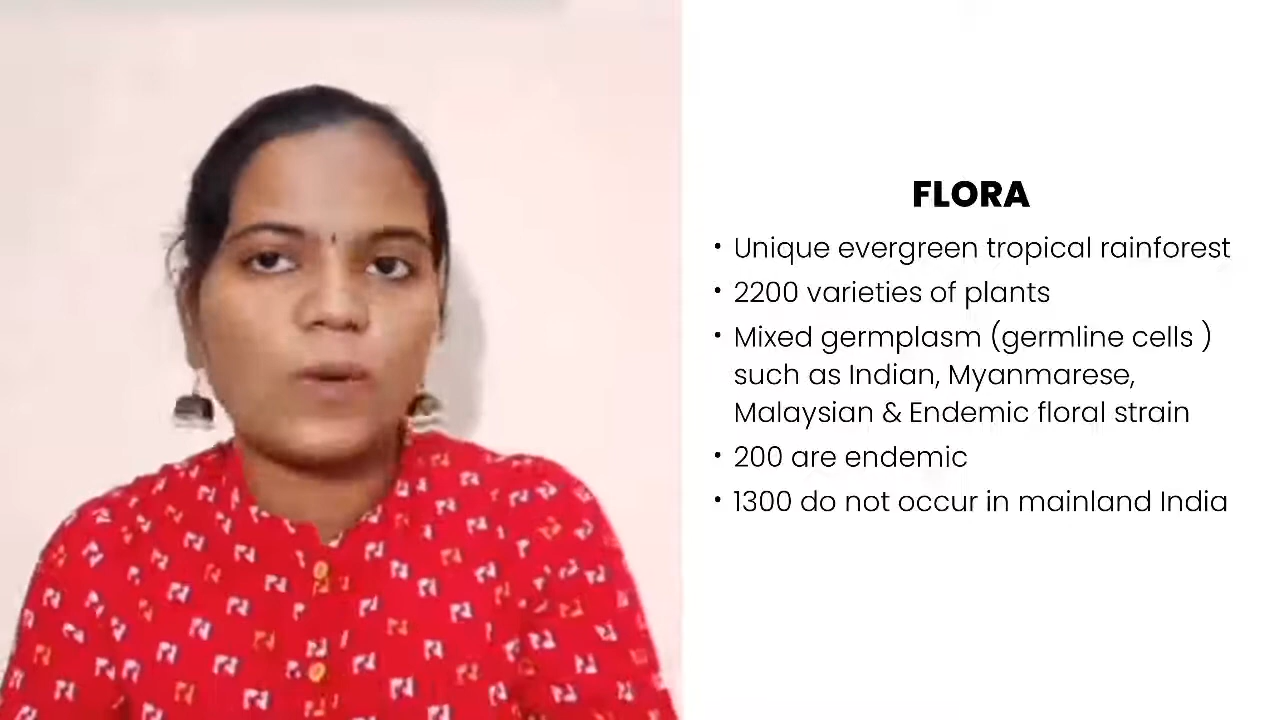 FLORA
• Unique evergreen tropical rainforest
• 2200 varieties of plants
• Mixed germplasm (germline cells )
such as Indian, Myanmarese,
Malaysian & Endemic floral strain
• 200 are endemic
• 1300 do not occur in mainland India